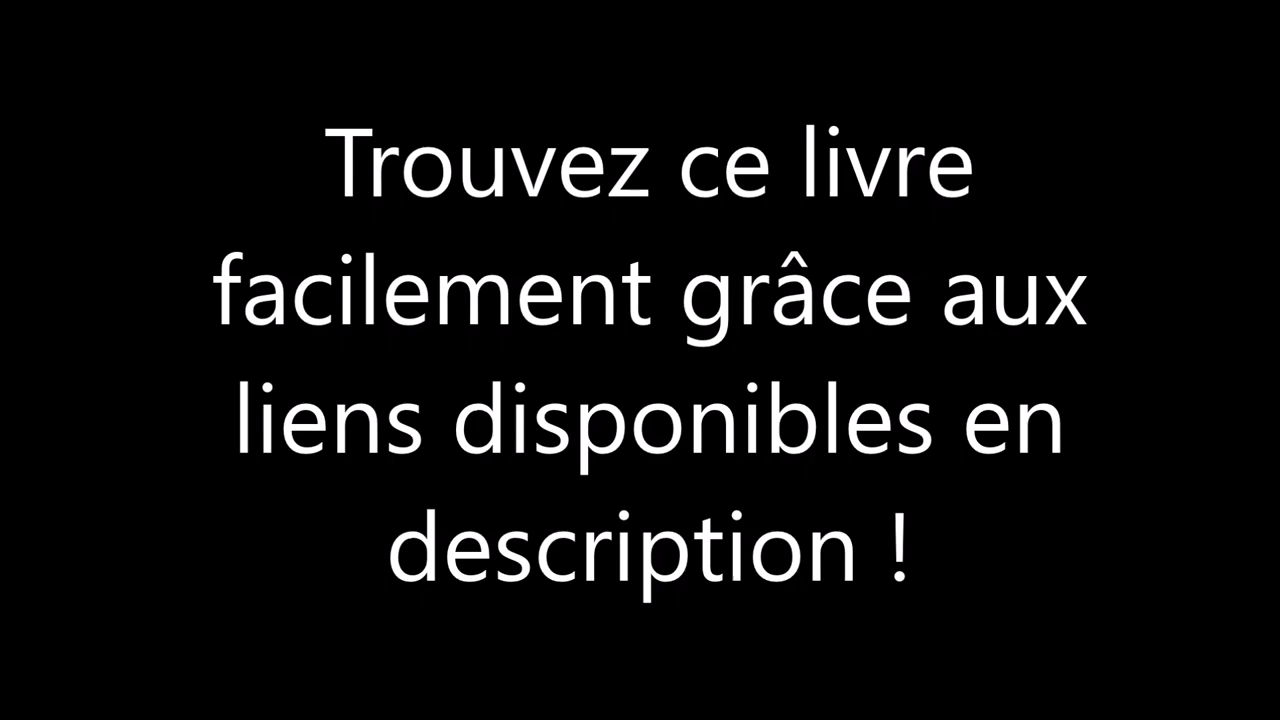 Trouvez ce livre
facilement grâce aux
liens disponibles en
description !